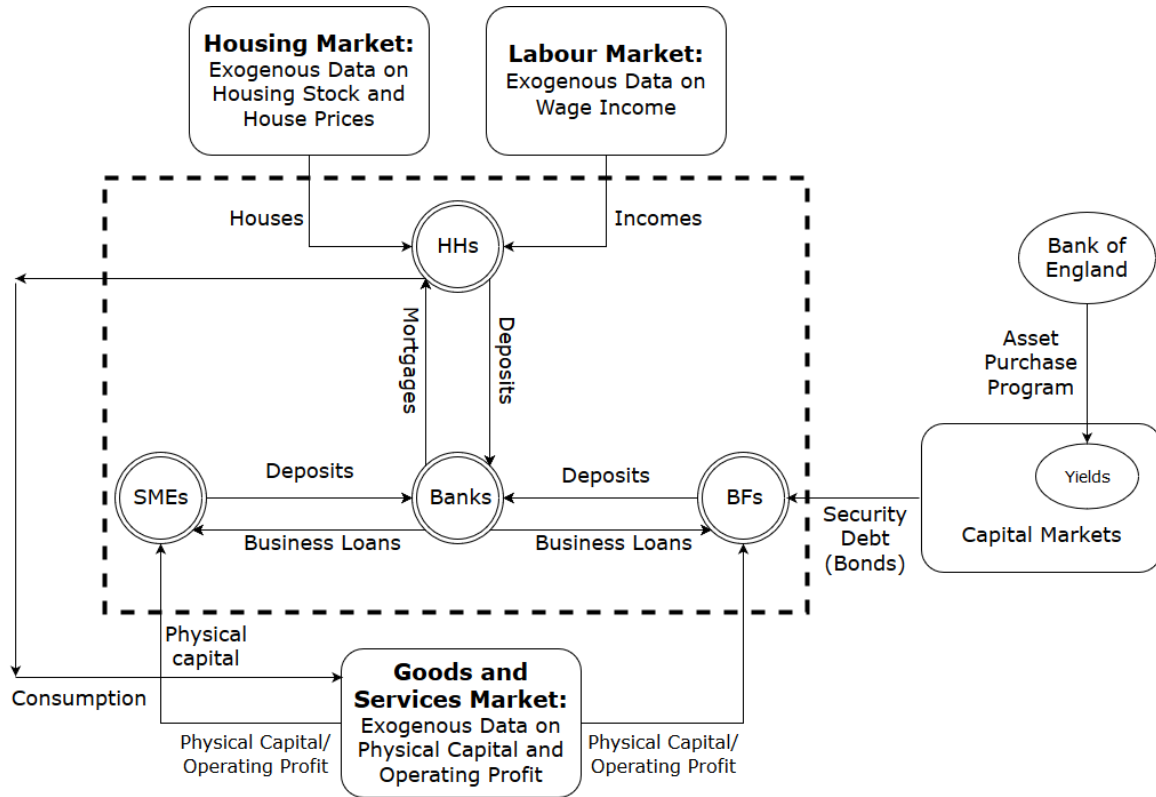 Housing Market:
Exogenous Data on
Housing Stock and
House Prices
Labour Market:
Exogenous Data on
Wage Income
Houses
HHs
Incomes
Bank of
England
Mortgages
Deposits
Asset
Purchase
Program
SMEs
Deposits
Banks
Deposits
BFs
Yields
Business Loans
Business Loans
Security
Debt
(Bonds)
Capital Markets
Physical
capital
Consumption
Goods and
Services Market:
Exogenous Data on
Physical Capital and
Operating Profit
Physical Capital/
Operating Profit
Physical Capital/
Operating Profit